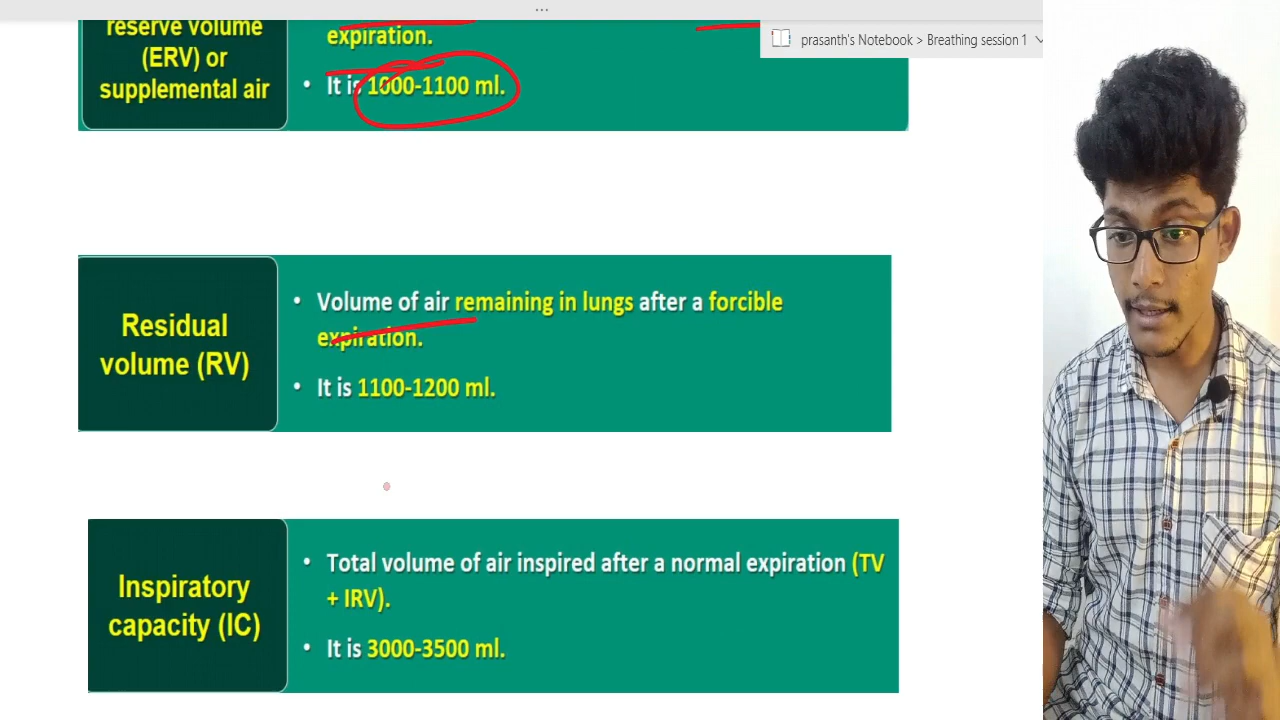 reserve volume
(ERV) or
supplemental air
expiration.
• It is 1000-1100 ml.
prasanth's Notebook > Breathing session 1
Residual
volume (RV)
• Volume of air remaining in lungs after a forcible
expiration.
• It is 1100-1200 ml.
Inspiratory
capacity (IC)
• Total volume of air inspired after a normal expiration (TV
+ IRV).
• It is 3000-3500 ml.